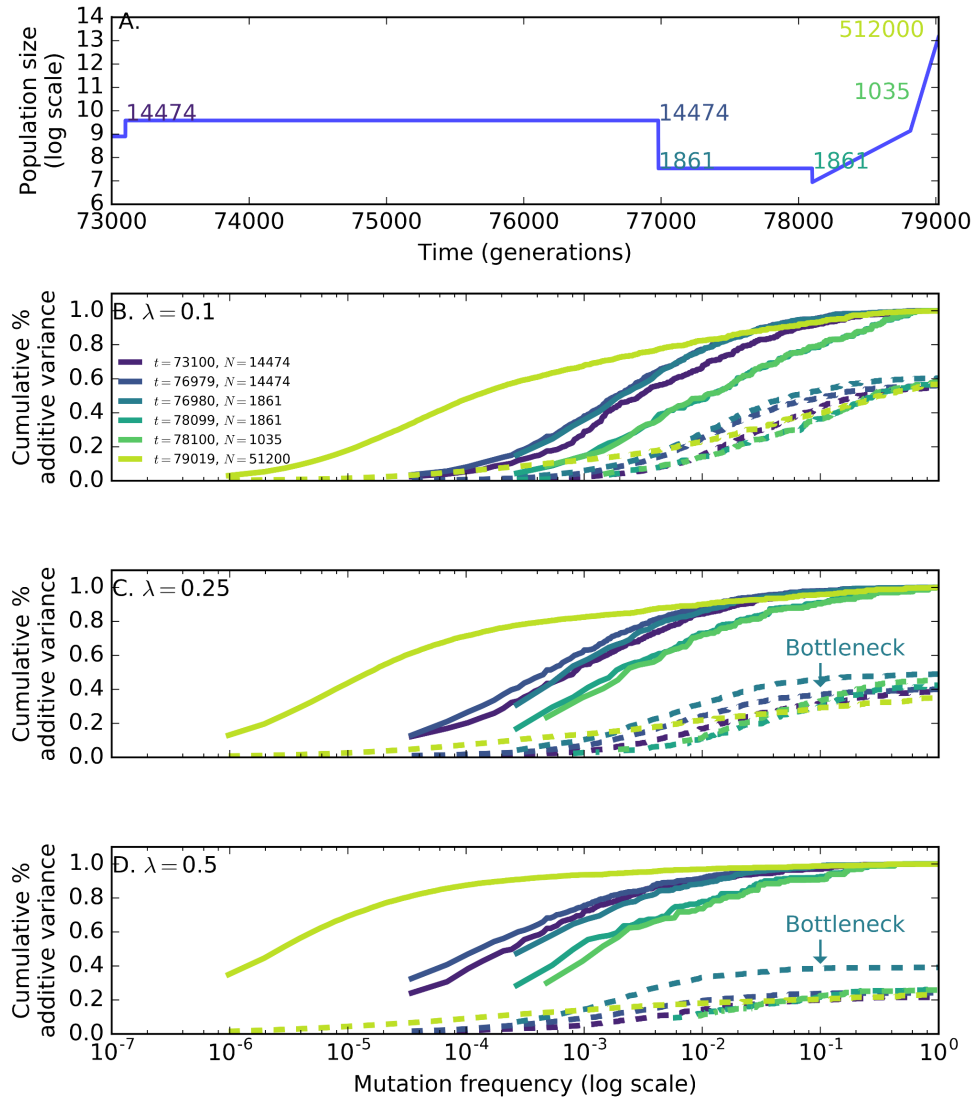 A.
14
13
12
11
10
9
8
7
6
Population size
(log scale)
14474
14474
1861
1861
1035
512000
73000 74000 75000 76000 77000 78000 79000
Time (generations)
B. λ = 0.1
1.0
0.8
0.6
0.4
0.2
0.0
Cumulative %
additive variance
t = 73100, N = 14474
t = 76979, N = 14474
t = 76980, N = 1861
t = 78099, N = 1861
t = 78100, N = 1035
t = 79019, N = 51200
C. λ = 0.25
1.0
0.8
0.6
0.4
0.2
0.0
Cumulative %
additive variance
Bottleneck
D. λ = 0.5
1.0
0.8
0.6
0.4
0.2
0.0
Cumulative %
additive variance
Bottleneck
10⁻⁷ 10⁻⁶ 10⁻⁵ 10⁻⁴ 10⁻³ 10⁻² 10⁻¹ 10⁰
Mutation frequency (log scale)